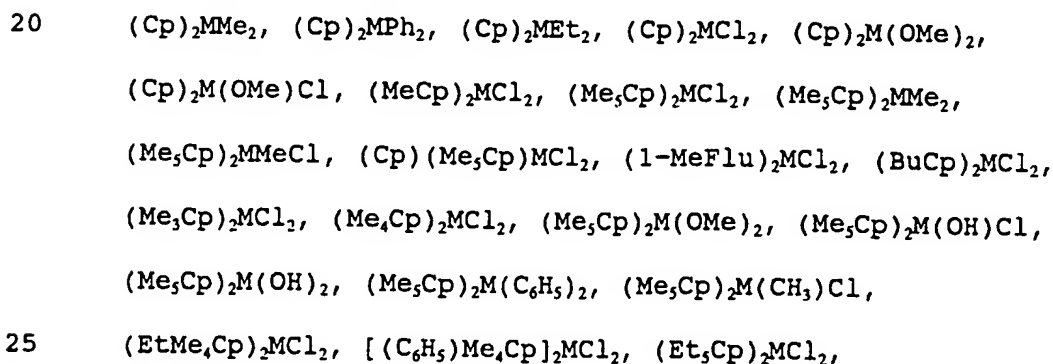 20 (Cp)₂MMe₂, (Cp)₂MPh₂, (Cp)₂MEt₂, (Cp)₂MCl₂, (Cp)₂M(OMe)₂,
(Cp)₂M(OMe)Cl, (MeCp)₂MCl₂, (Me₅Cp)₂MCl₂, (Me₅Cp)₂MMe₂,
(Me₅Cp)₂MMeCl, (Cp)(Me₅Cp)MCl₂, (1-MeFlu)₂MCl₂, (BuCp)₂MCl₂,
(Me₃Cp)₂MCl₂, (Me₄Cp)₂MCl₂, (Me₅Cp)₂M(OMe)₂, (Me₅Cp)₂M(OH)Cl,
(Me₅Cp)₂M(OH)₂, (Me₅Cp)₂M(C₆H₅)₂, (Me₅Cp)₂M(CH₃)Cl,
25 (EtMe₄Cp)₂MCl₂, [(C₆H₅)Me₄Cp]₂MCl₂, (Et₅Cp)₂MCl₂,